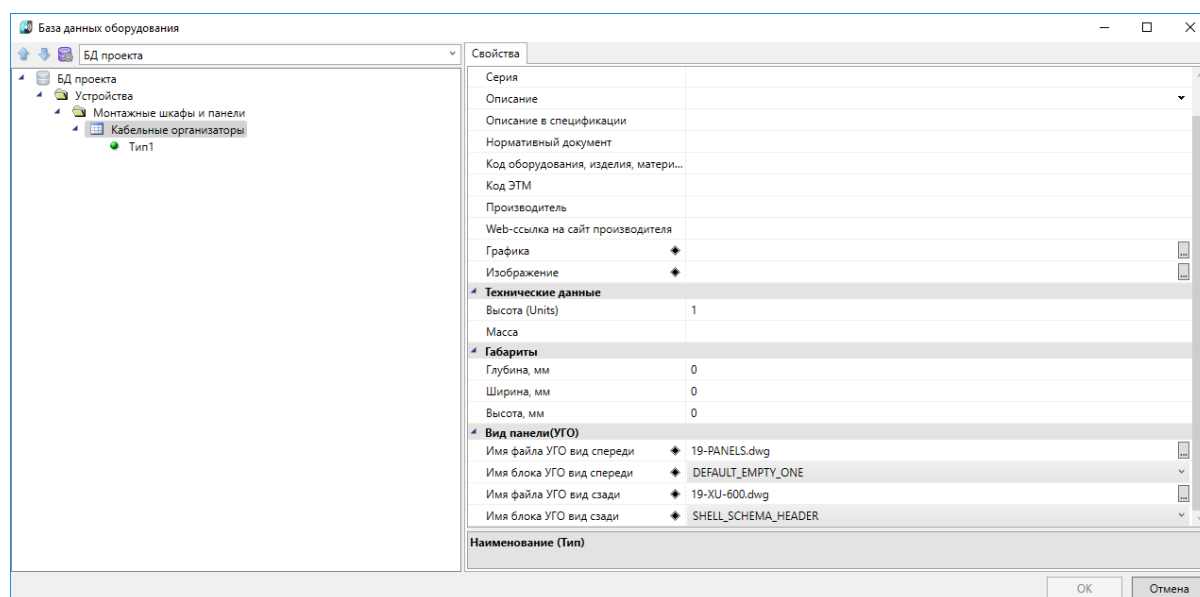 База данных оборудования
БД проекта
Свойства
БД проекта
Устройства
Монтажные шкафы и панели
Кабельные организаторы
Тип1
Серия
Описание
Описание в спецификации
Нормативный документ
Код оборудования, изделия, матери...
Код ЭТМ
Производитель
Web-ссылка на сайт производителя
Графика ...
Изображение ...
Технические данные
Высота (Units) 1
Масса
Габариты
Глубина, мм 0
Ширина, мм 0
Высота, мм 0
Вид панели(УГО)
Имя файла УГО вид спереди 19-PANELS.dwg ...
Имя блока УГО вид спереди DEFAULT_EMPTY_ONE
Имя файла УГО вид сзади 19-XU-600.dwg ...
Имя блока УГО вид сзади SHELL_SCHEMA_HEADER
Наименование (Тип)
ОК Отмена